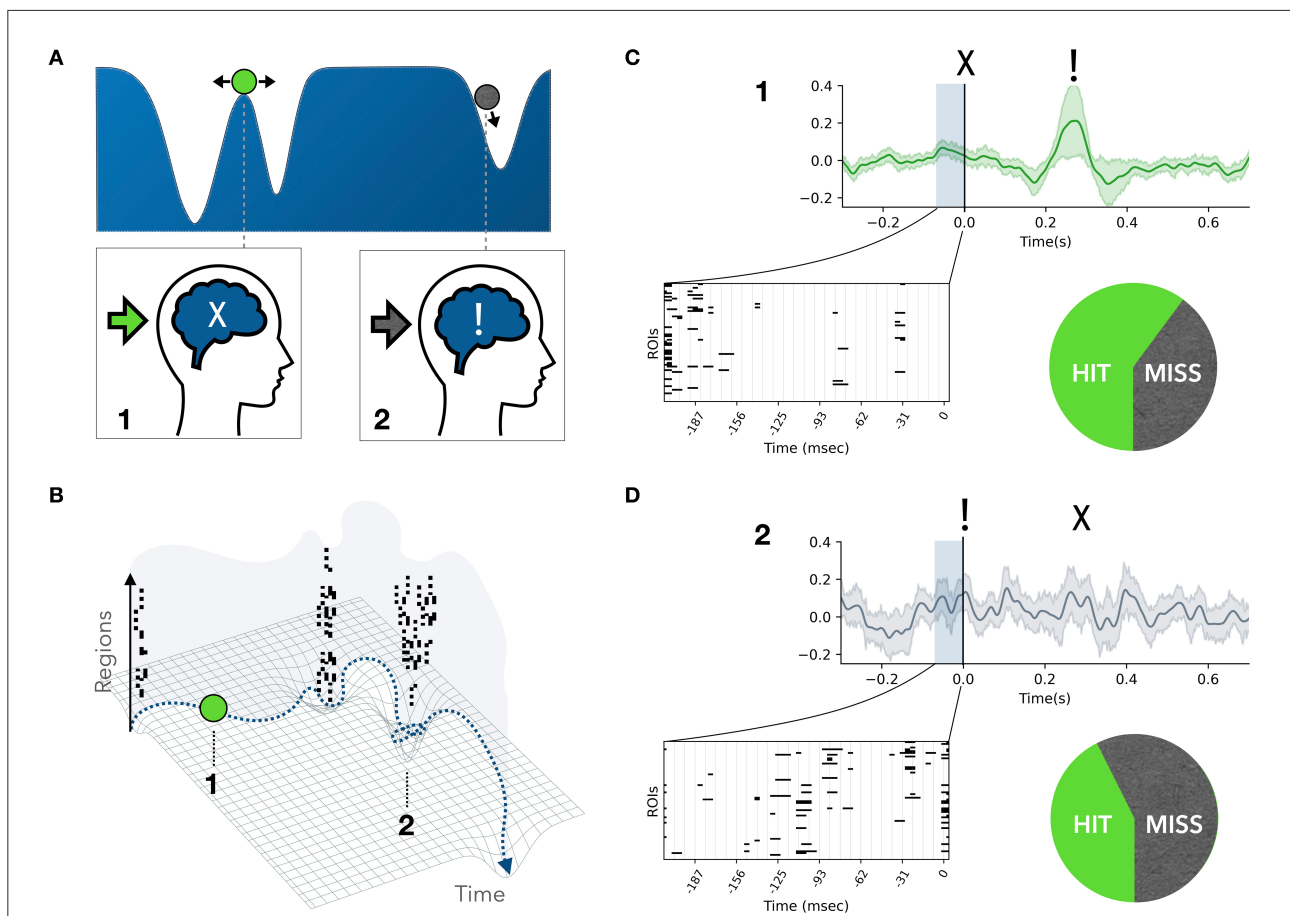 A
X
1
!
2
B
Regions
1
2
Time
C
1
X
!
0.4
0.2
0.0
−0.2
−0.2
0.0
0.2
0.4
0.6
Time(s)
ROIs
-187
-156
-125
-93
-62
-31
0
Time (msec)
HIT
MISS
D
2
!
X
0.4
0.2
0.0
−0.2
−0.2
0.0
0.2
0.4
0.6
Time(s)
ROIs
-187
-156
-125
-93
-62
-31
0
Time (msec)
HIT
MISS